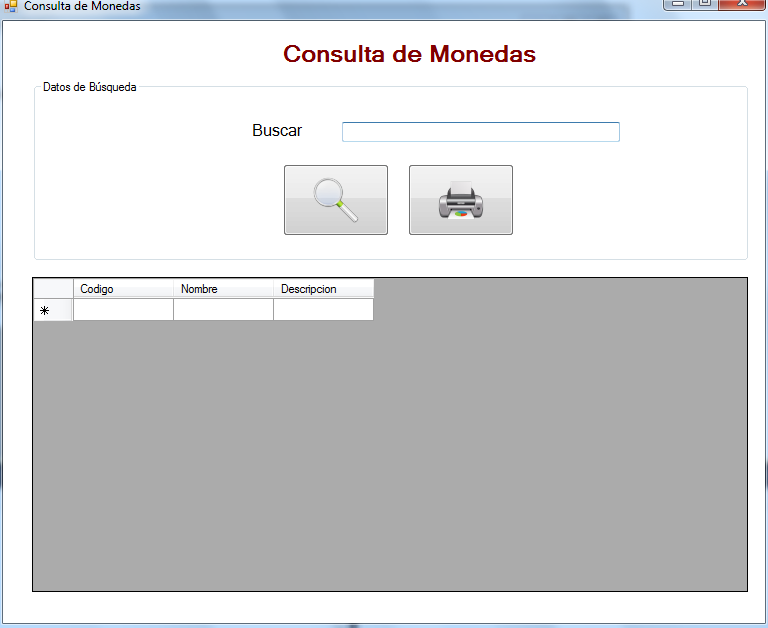 Consulta de Monedas
Consulta de Monedas
Datos de Búsqueda
Buscar
Codigo Nombre Descripcion